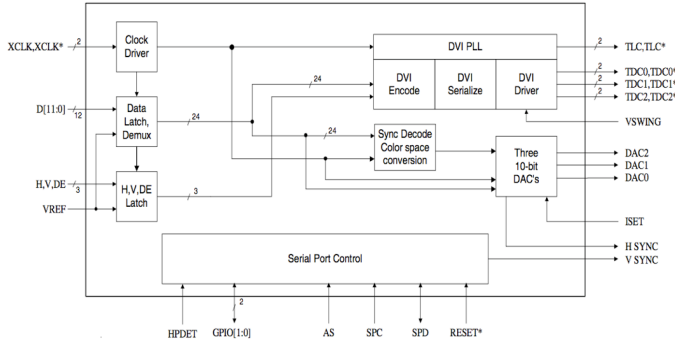 XCLK,XCLK*
2
Clock
Driver
DVI PLL
2
TLC,TLC*
DVI
Encode
DVI
Serialize
DVI
Driver
2
TDC0,TDC0*
2
TDC1,TDC1*
2
TDC2,TDC2*
24
D[11:0]
12
Data
Latch,
Demux
24
VSWING
24
Sync Decode
Color space
conversion
Three
10-bit
DAC's
DAC2
DAC1
DAC0
H,V,DE
3
H,V,DE
Latch
3
VREF
ISET
H SYNC
V SYNC
Serial Port Control
2
HPDET
GPIO[1:0]
AS
SPC
SPD
RESET*